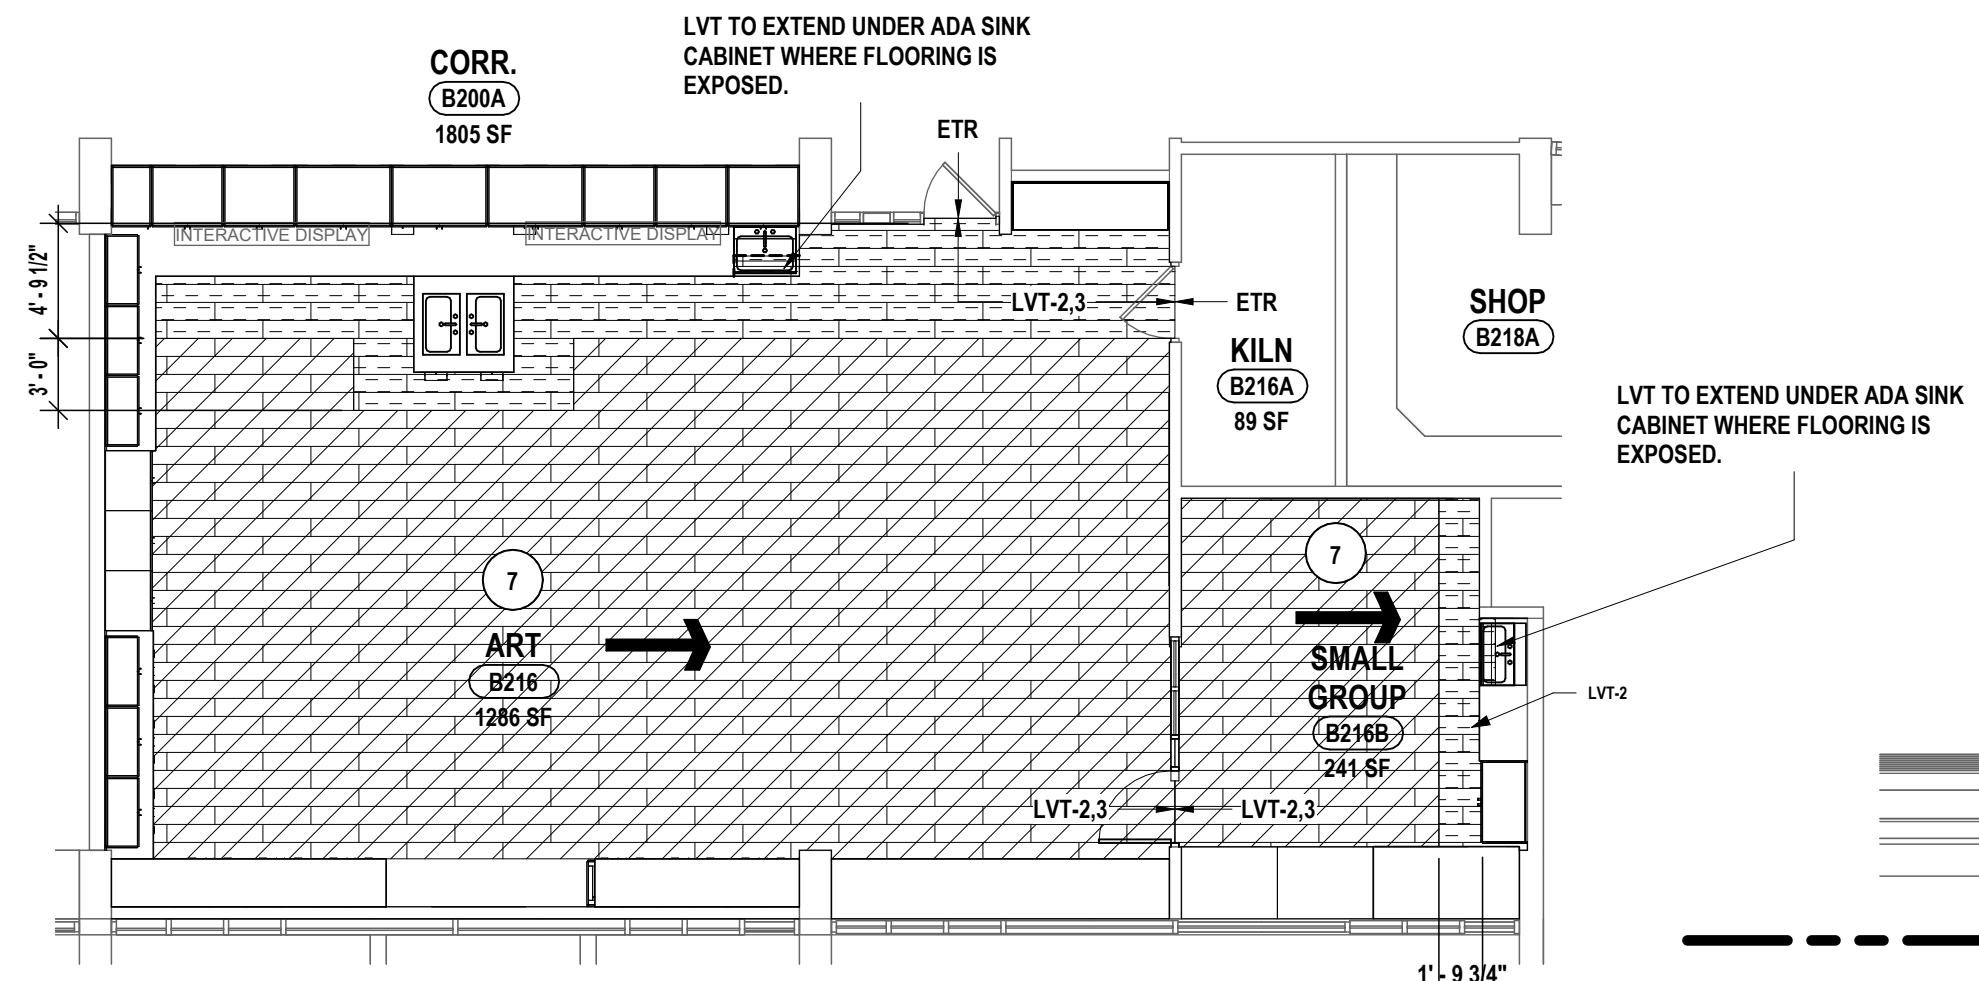 LVT TO EXTEND UNDER ADA SINK
CABINET WHERE FLOORING IS
EXPOSED.
CORR.
B200A
1805 SF
ETR
INTERACTIVE DISPLAY
INTERACTIVE DISPLAY
4' - 9 1/2"
3' - 0"
LVT-2,3
ETR
KILN
B216A
89 SF
SHOP
B218A
LVT TO EXTEND UNDER ADA SINK
CABINET WHERE FLOORING IS
EXPOSED.
7
ART
B216
1286 SF
7
SMALL
GROUP
B216B
241 SF
LVT-2
LVT-2,3
LVT-2,3
1' - 9 3/4"